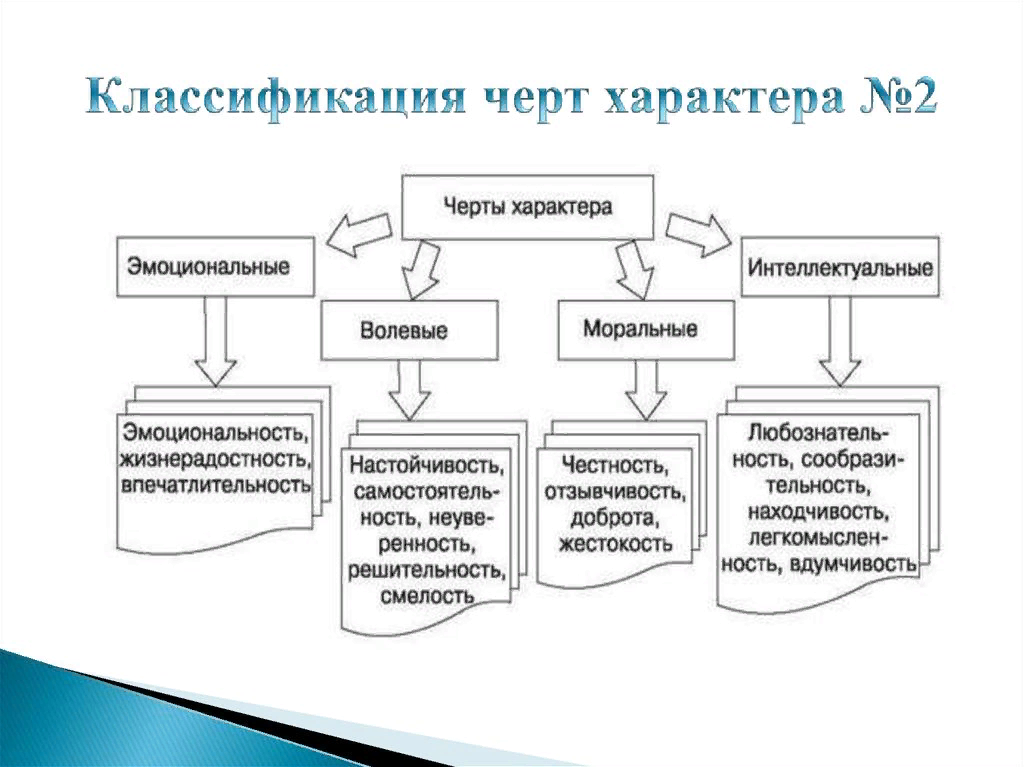 Классификация черт характера №2
Черты характера
Эмоциональные
Интеллектуальные
Волевые
Моральные
Эмоциональность,
жизнерадостность,
впечатлительность
Настойчивость,
самостоятель-
ность, неуве-
ренность,
решительность,
смелость
Честность,
отзывчивость,
доброта,
жестокость
Любознатель-
ность, сообрази-
тельность,
находчивость,
легкомыслен-
ность, вдумчивость